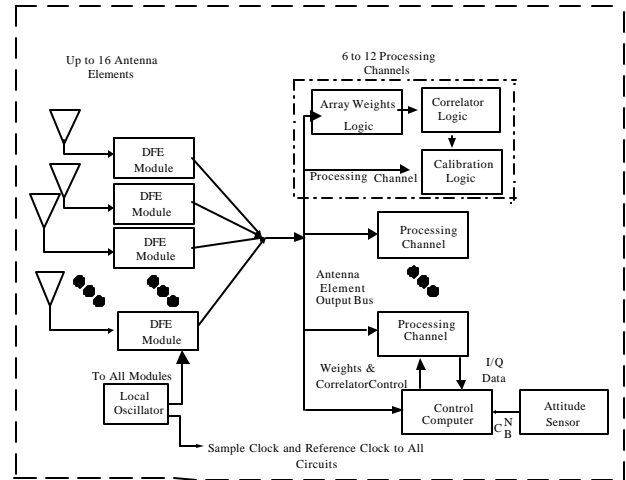 Up to 16 Antenna
Elements
6 to 12 Processing
Channels
Array Weights
Logic
Correlator
Logic
Calibration
Logic
Processing Channel
DFE
Module
DFE
Module
DFE
Module
DFE
Module
Processing
Channel
Antenna
Element
Output Bus
Processing
Channel
Weights &
CorrelatorControl
I/Q
Data
To All Modules
Local
Oscillator
Control
Computer
C N
B
Attitude
Sensor
Sample Clock and Reference Clock to All
Circuits